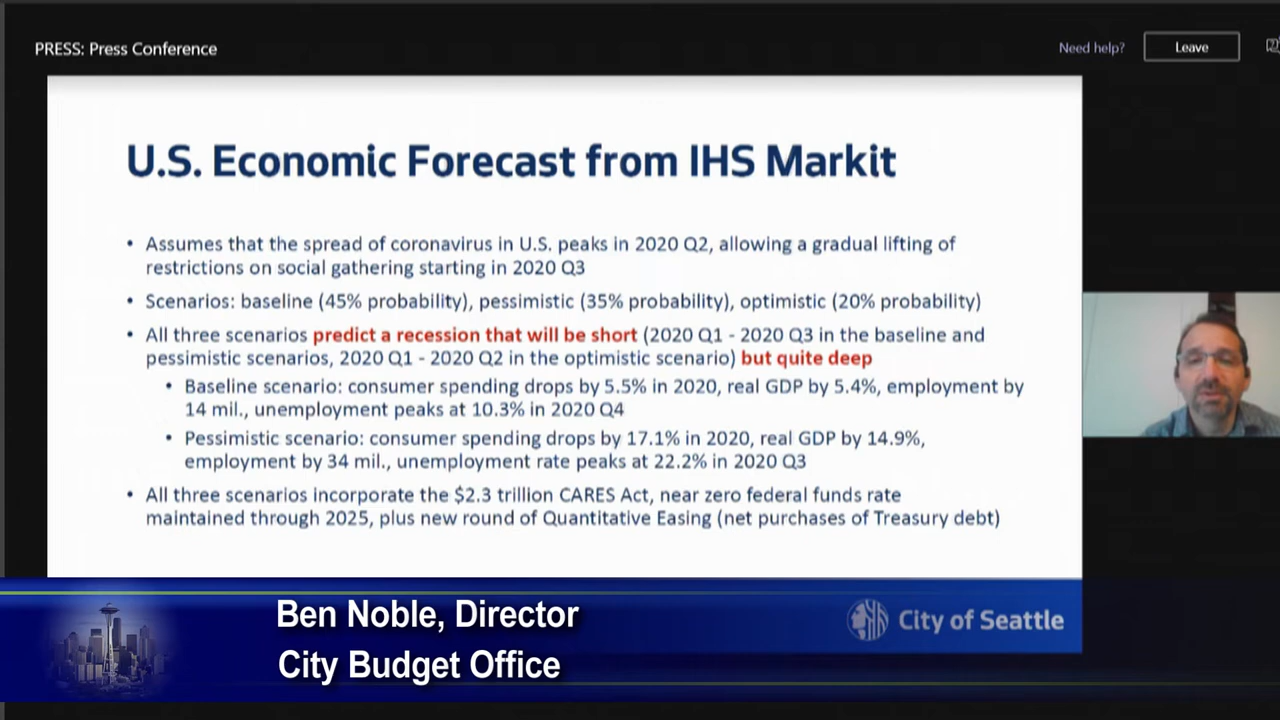 PRESS: Press Conference
Need help?
Leave
U.S. Economic Forecast from IHS Markit
• Assumes that the spread of coronavirus in U.S. peaks in 2020 Q2, allowing a gradual lifting of
restrictions on social gathering starting in 2020 Q3
• Scenarios: baseline (45% probability), pessimistic (35% probability), optimistic (20% probability)
• All three scenarios predict a recession that will be short (2020 Q1 - 2020 Q3 in the baseline and
pessimistic scenarios, 2020 Q1 - 2020 Q2 in the optimistic scenario) but quite deep
• Baseline scenario: consumer spending drops by 5.5% in 2020, real GDP by 5.4%, employment by
14 mil., unemployment peaks at 10.3% in 2020 Q4
• Pessimistic scenario: consumer spending drops by 17.1% in 2020, real GDP by 14.9%,
employment by 34 mil., unemployment rate peaks at 22.2% in 2020 Q3
• All three scenarios incorporate the $2.3 trillion CARES Act, near zero federal funds rate
maintained through 2025, plus new round of Quantitative Easing (net purchases of Treasury debt)
Ben Noble, Director
City Budget Office
City of Seattle